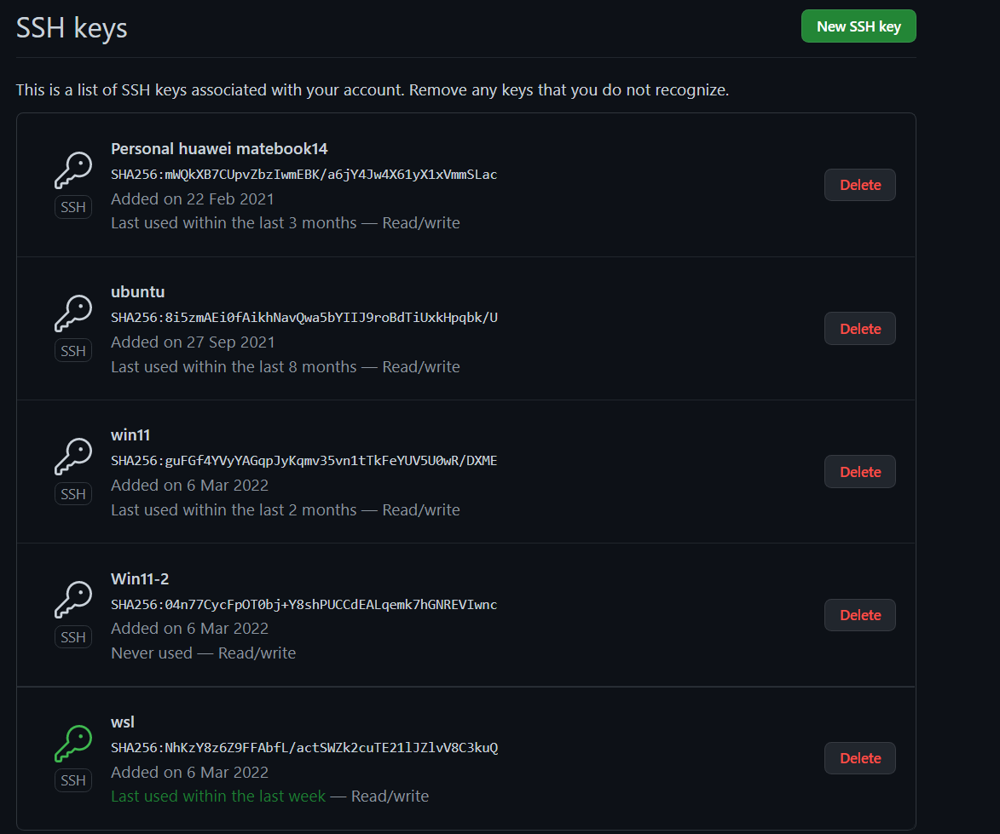 SSH keys
New SSH key
This is a list of SSH keys associated with your account. Remove any keys that you do not recognize.
Personal huawei matebook14
SHA256:mWQkXB7CUpvZbzIwmEBK/a6jY4Jw4X61yX1xVmmSLac
Added on 22 Feb 2021
Last used within the last 3 months — Read/write
SSH
Delete
ubuntu
SHA256:8i5zmAEi0fAikhNavQwa5bYIIJ9roBdTiUxkHpqbk/U
Added on 27 Sep 2021
Last used within the last 8 months — Read/write
SSH
Delete
win11
SHA256:guFGf4YVyYAGqpJyKqmv35vn1tTkFeYUV5U0wR/DXME
Added on 6 Mar 2022
Last used within the last 2 months — Read/write
SSH
Delete
Win11-2
SHA256:04n77CycFpOT0bj+Y8shPUCCdEALqemk7hGNREVIwnc
Added on 6 Mar 2022
Never used — Read/write
SSH
Delete
wsl
SHA256:NhKzY8z6Z9FFAbfL/actSWZk2cuTE21lJZlvV8C3kuQ
Added on 6 Mar 2022
Last used within the last week — Read/write
SSH
Delete